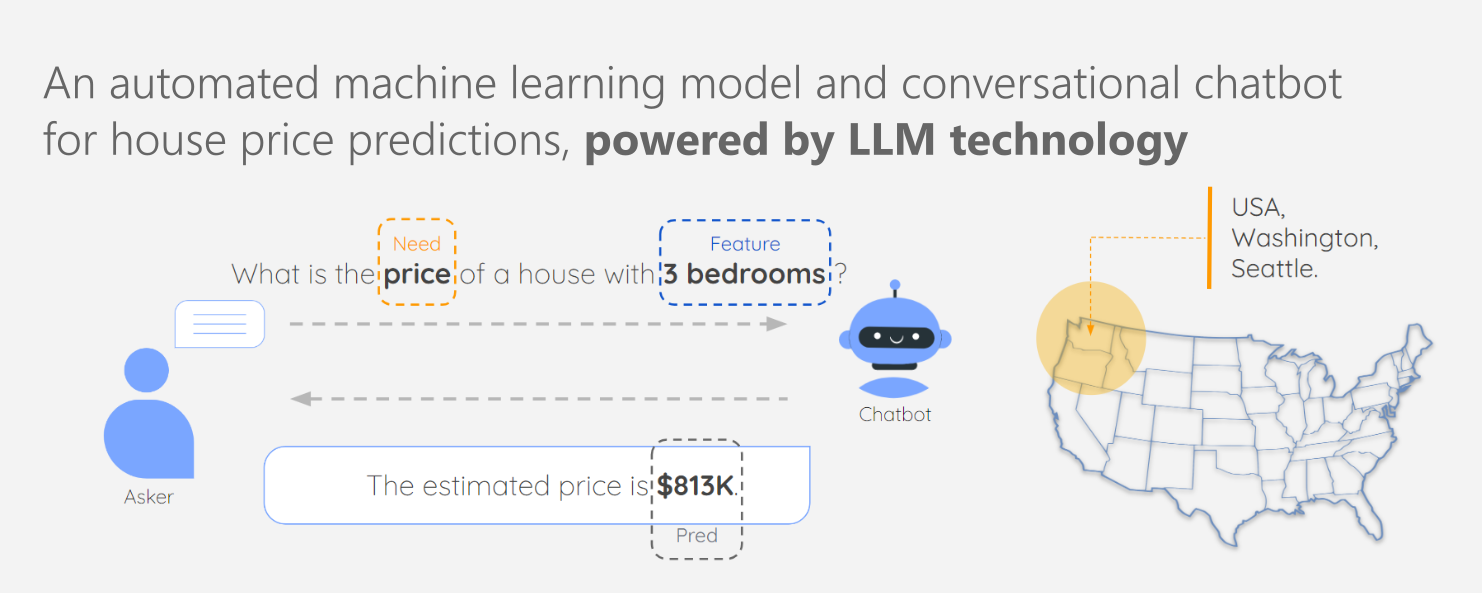 An automated machine learning model and conversational chatbot
for house price predictions, powered by LLM technology
Need
Feature
What is the price of a house with 3 bedrooms ?
Chatbot
The estimated price is $813K.
Pred
Asker
USA,
Washington,
Seattle.